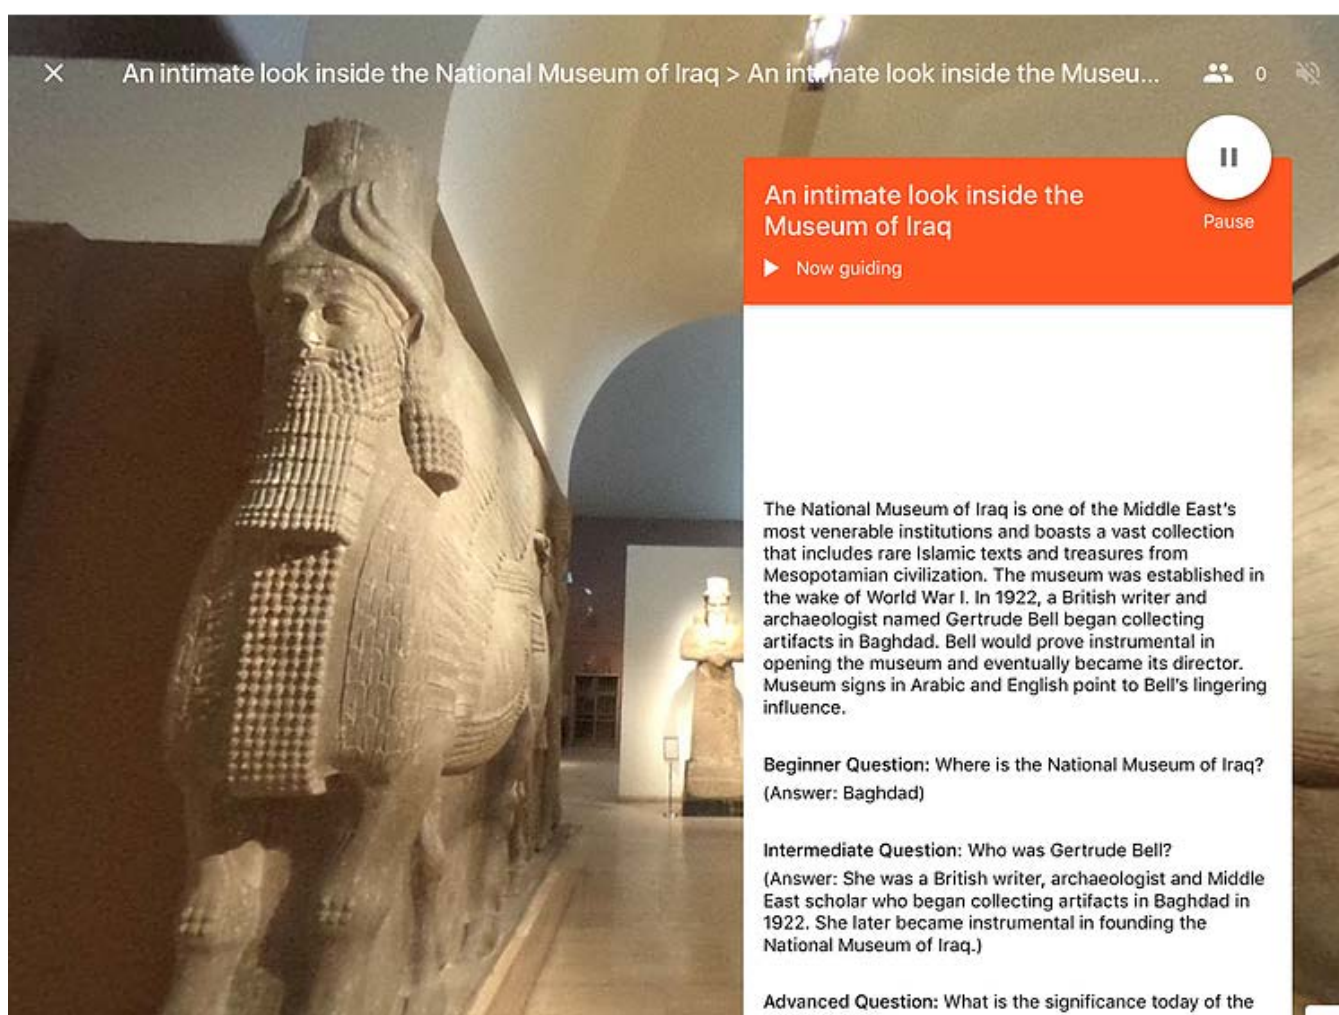 An intimate look inside the National Museum of Iraq > An intimate look inside the Museu...
0
An intimate look inside the
Museum of Iraq
Pause
Now guiding
The National Museum of Iraq is one of the Middle East's
most venerable institutions and boasts a vast collection
that includes rare Islamic texts and treasures from
Mesopotamian civilization. The museum was established in
the wake of World War I. In 1922, a British writer and
archaeologist named Gertrude Bell began collecting
artifacts in Baghdad. Bell would prove instrumental in
opening the museum and eventually became its director.
Museum signs in Arabic and English point to Bell's lingering
influence.
Beginner Question: Where is the National Museum of Iraq?
(Answer: Baghdad)
Intermediate Question: Who was Gertrude Bell?
(Answer: She was a British writer, archaeologist and Middle
East scholar who began collecting artifacts in Baghdad in
1922. She later became instrumental in founding the
National Museum of Iraq.)
Advanced Question: What is the significance today of the